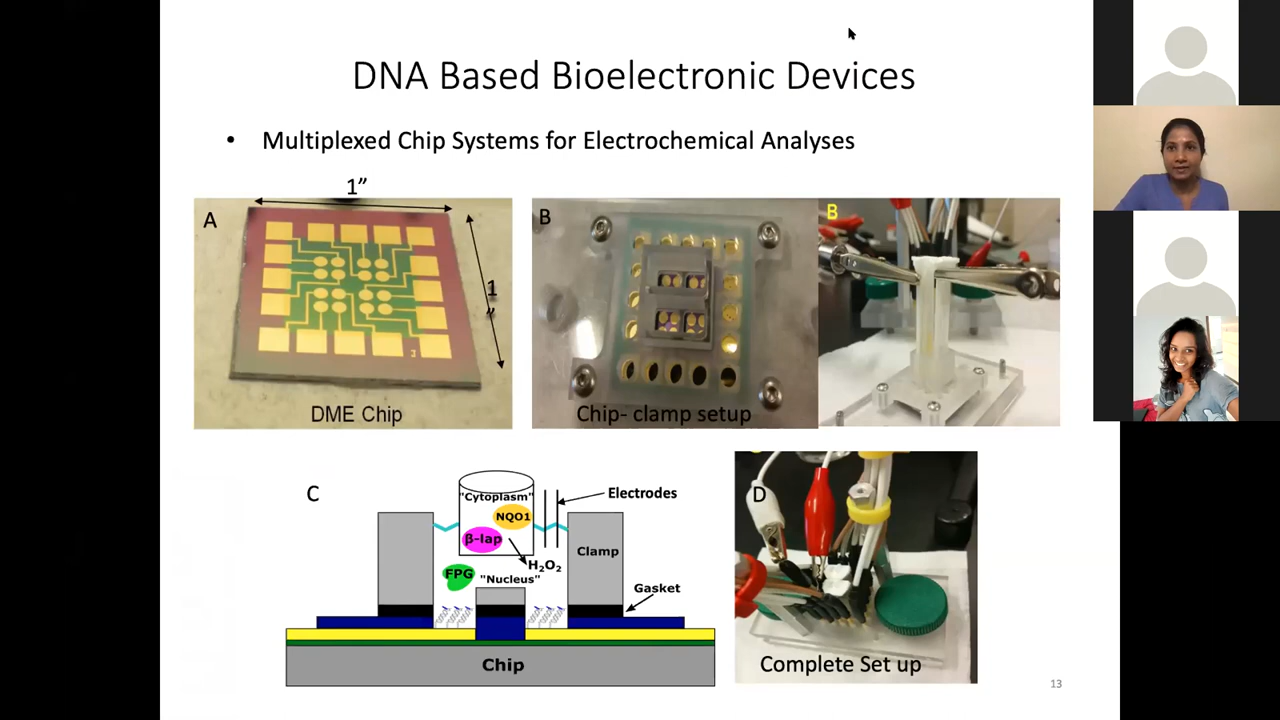 DNA Based Bioelectronic Devices
• Multiplexed Chip Systems for Electrochemical Analyses
1”
A
1”
DME Chip
B
Chip- clamp setup
B
C
"Cytoplasm"
NQO1
β-lap
Electrodes
Clamp
H₂O₂
FPG
"Nucleus"
Gasket
Chip
D
Complete Set up
13